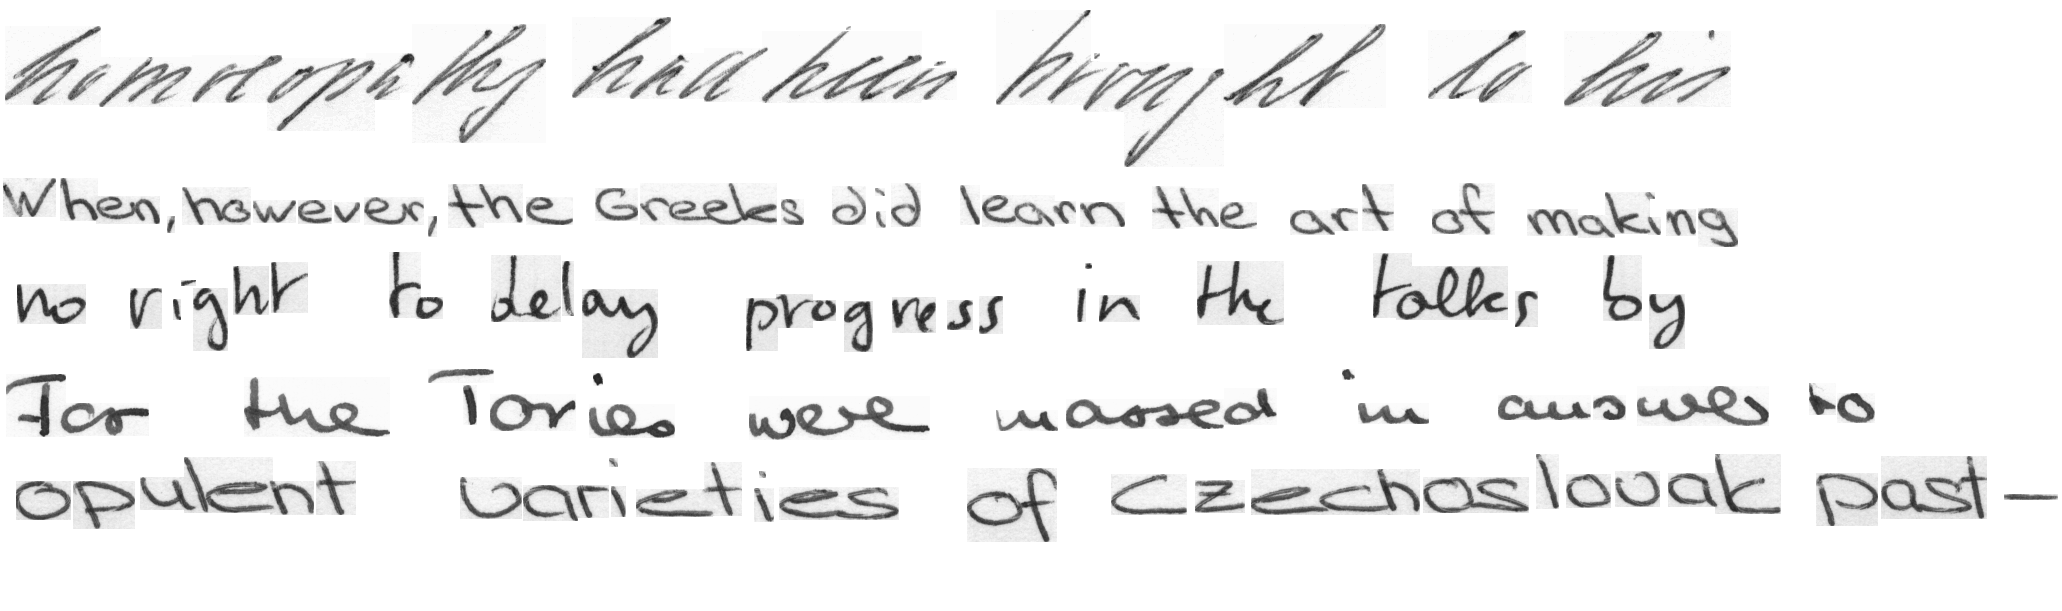 homoeopathy had been brought to his
When, however, the Greeks did learn the art of making
no right to delay progress in the talks by
For the Tories were massed in answer to
opulent varieties of Czechoslovak past-